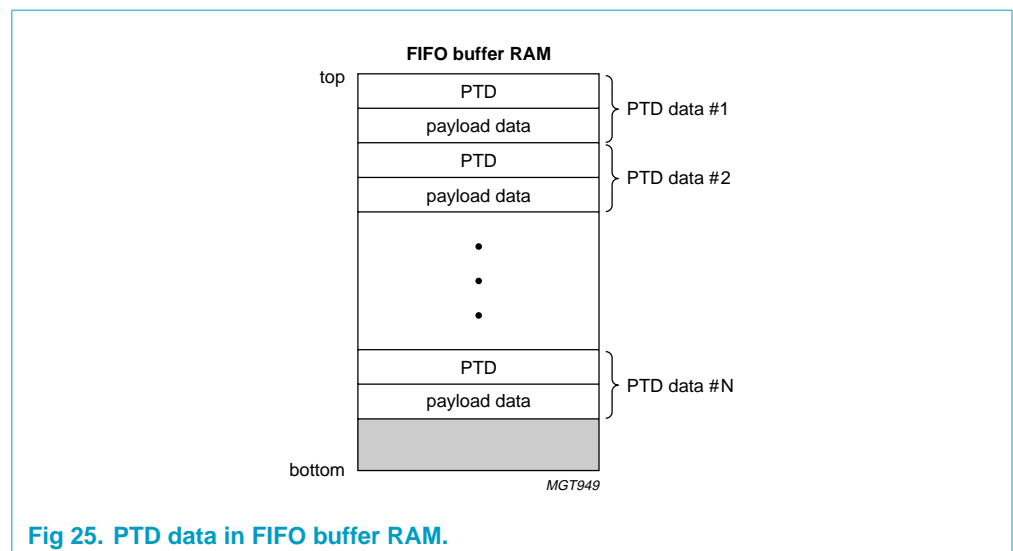 FIFO buffer RAM
top
PTD
payload data
PTD data #1
PTD
payload data
PTD data #2
PTD
payload data
PTD data #N
bottom
MGT949
Fig 25. PTD data in FIFO buffer RAM.